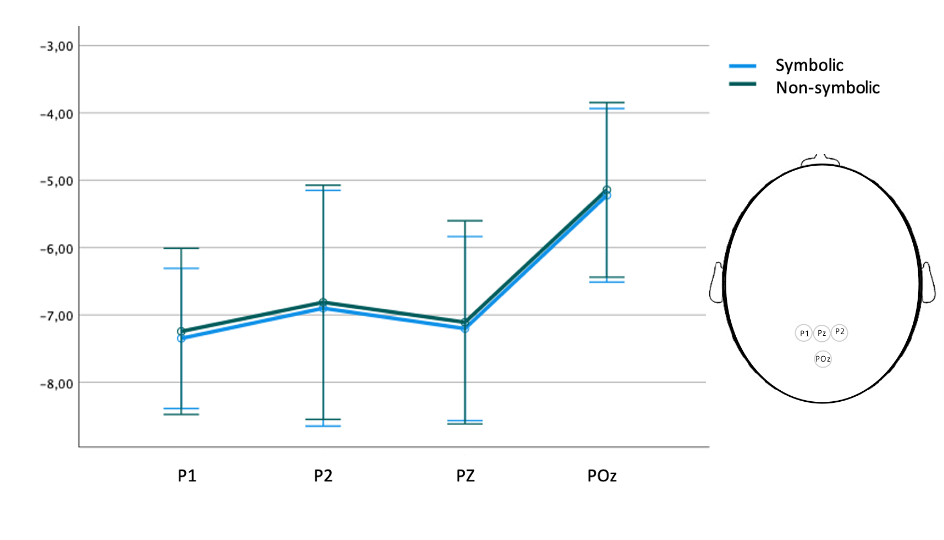 -3,00
-4,00
-5,00
-6,00
-7,00
-8,00
P1 P2 PZ POz
Symbolic
Non-symbolic
P1 Pz P2
POz